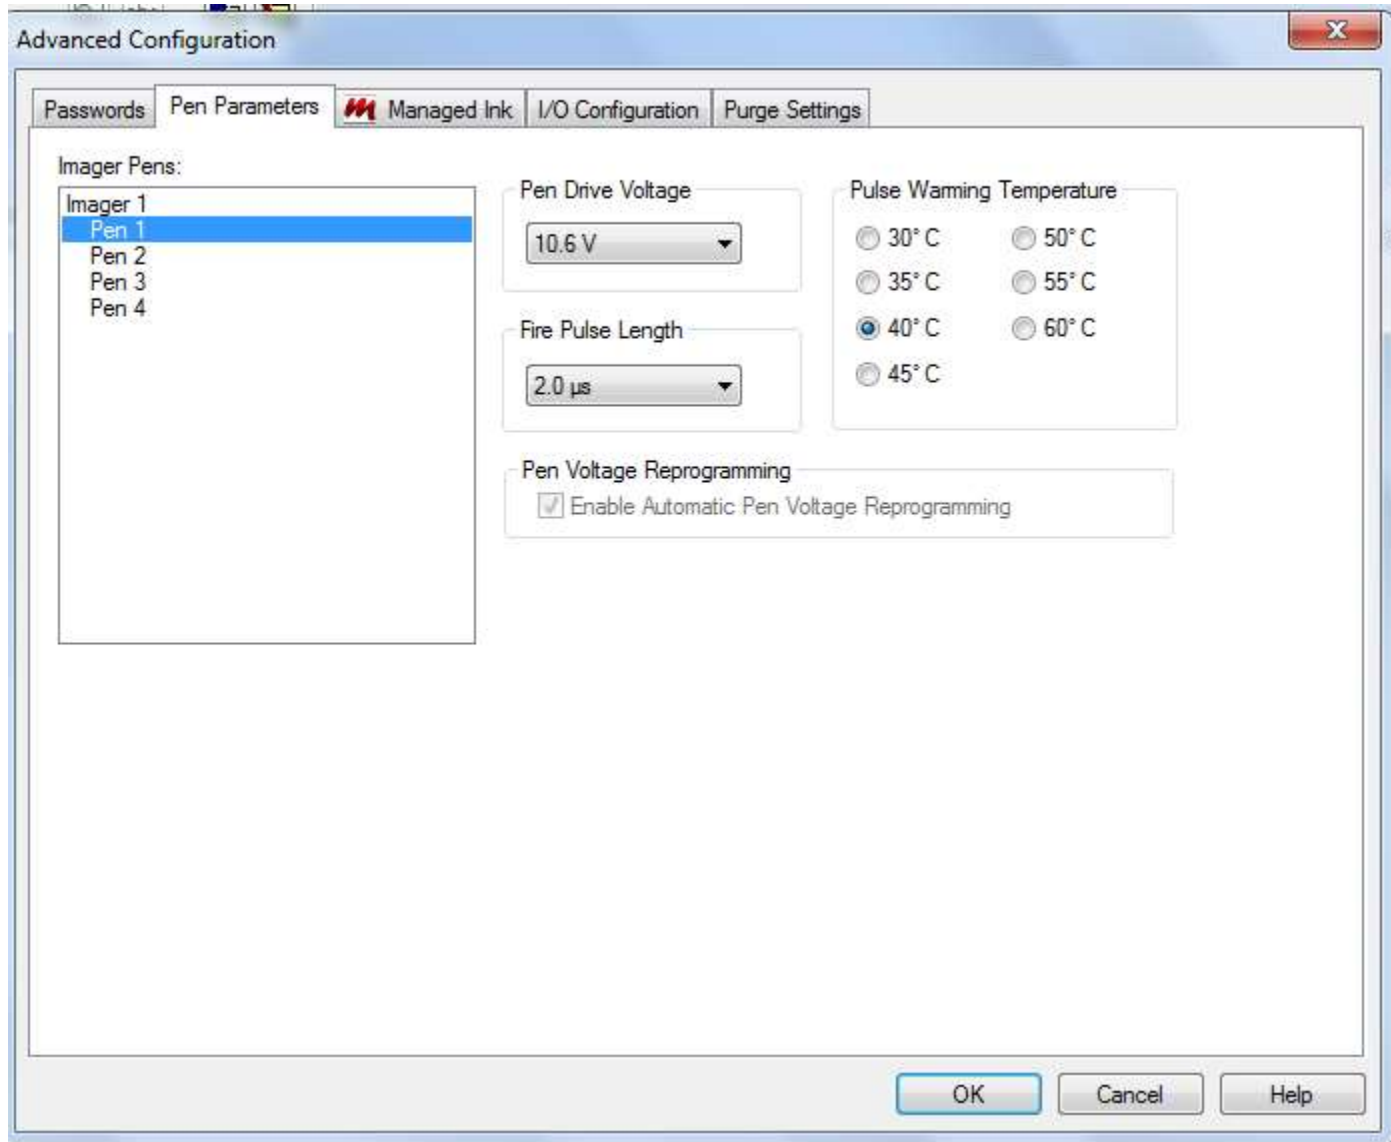 Advanced Configuration
Passwords
Pen Parameters
Managed Ink
I/O Configuration
Purge Settings
Imager Pens:
Imager 1
Pen 1
Pen 2
Pen 3
Pen 4
Pen Drive Voltage
10.6 V
Fire Pulse Length
2.0 µs
Pulse Warming Temperature
30° C
50° C
35° C
55° C
40° C
60° C
45° C
Pen Voltage Reprogramming
Enable Automatic Pen Voltage Reprogramming
OK
Cancel
Help